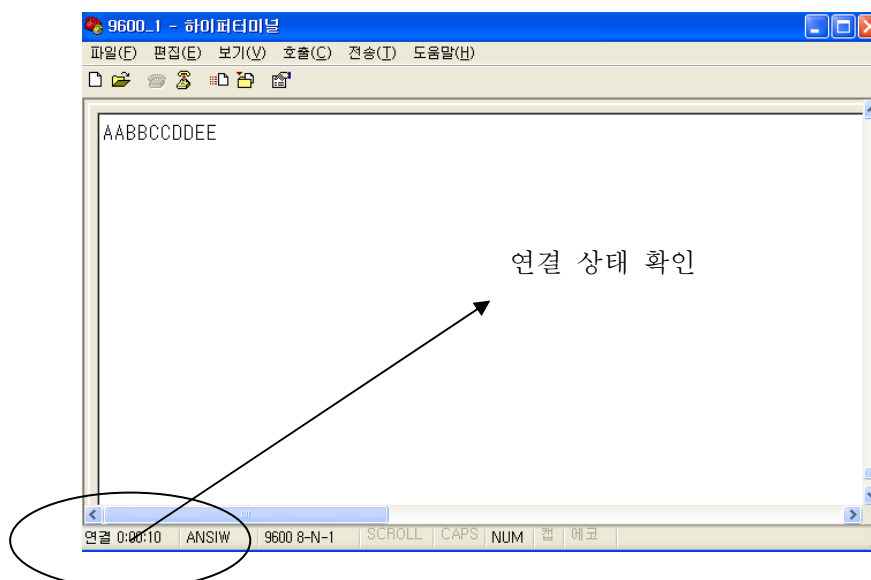 9600_1 - 하이퍼터미널
파일(F) 편집(E) 보기(V) 호출(C) 전송(T) 도움말(H)
AABBCCDDEE
연결 상태 확인
연결 0:00:10 ANSIW 9600 8-N-1 SCROLL CAPS NUM 캡 에코